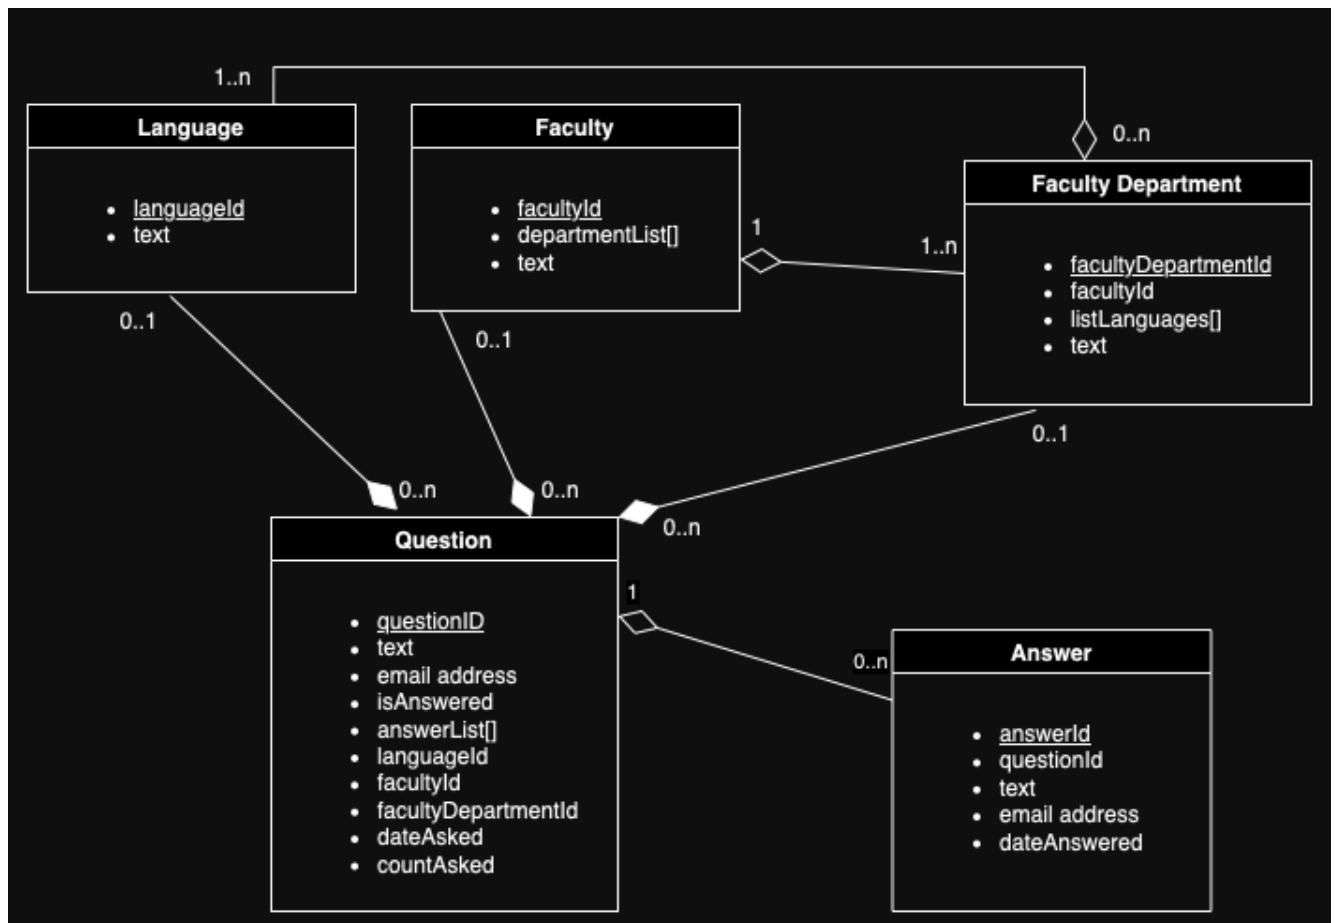 1..n
Language
languageId
text
0..1
Faculty
facultyId
departmentList[]
text
0..1
1
1..n
0..n
Faculty Department
facultyDepartmentId
facultyId
listLanguages[]
text
0..1
0..n
0..n
0..n
Question
questionID
text
email address
isAnswered
answerList[]
languageId
facultyId
facultyDepartmentId
dateAsked
countAsked
1
0..n
Answer
answerId
questionId
text
email address
dateAnswered